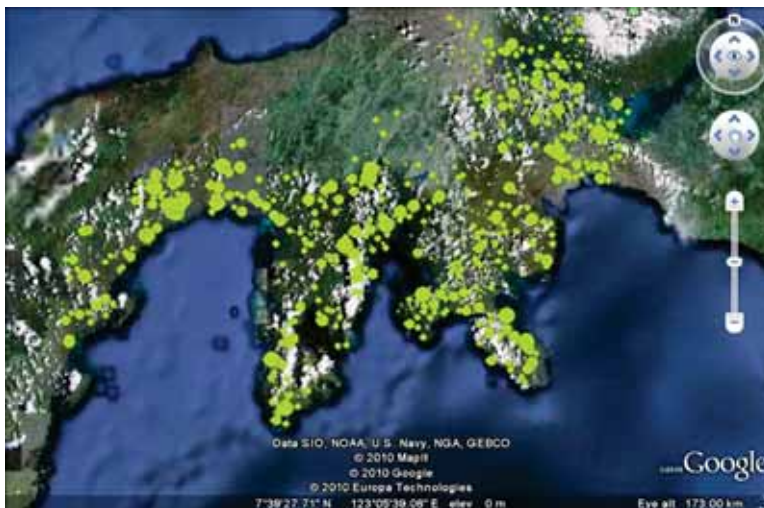 N
Data SIO, NOAA, U.S. Navy, NGA, GEBCO
© 2010 MapIt
© 2010 Google
© 2010 Europa Technologies
Google
7°39'27.71" N 123°05'39.06" E elev 0 m
Eye alt 173.00 km